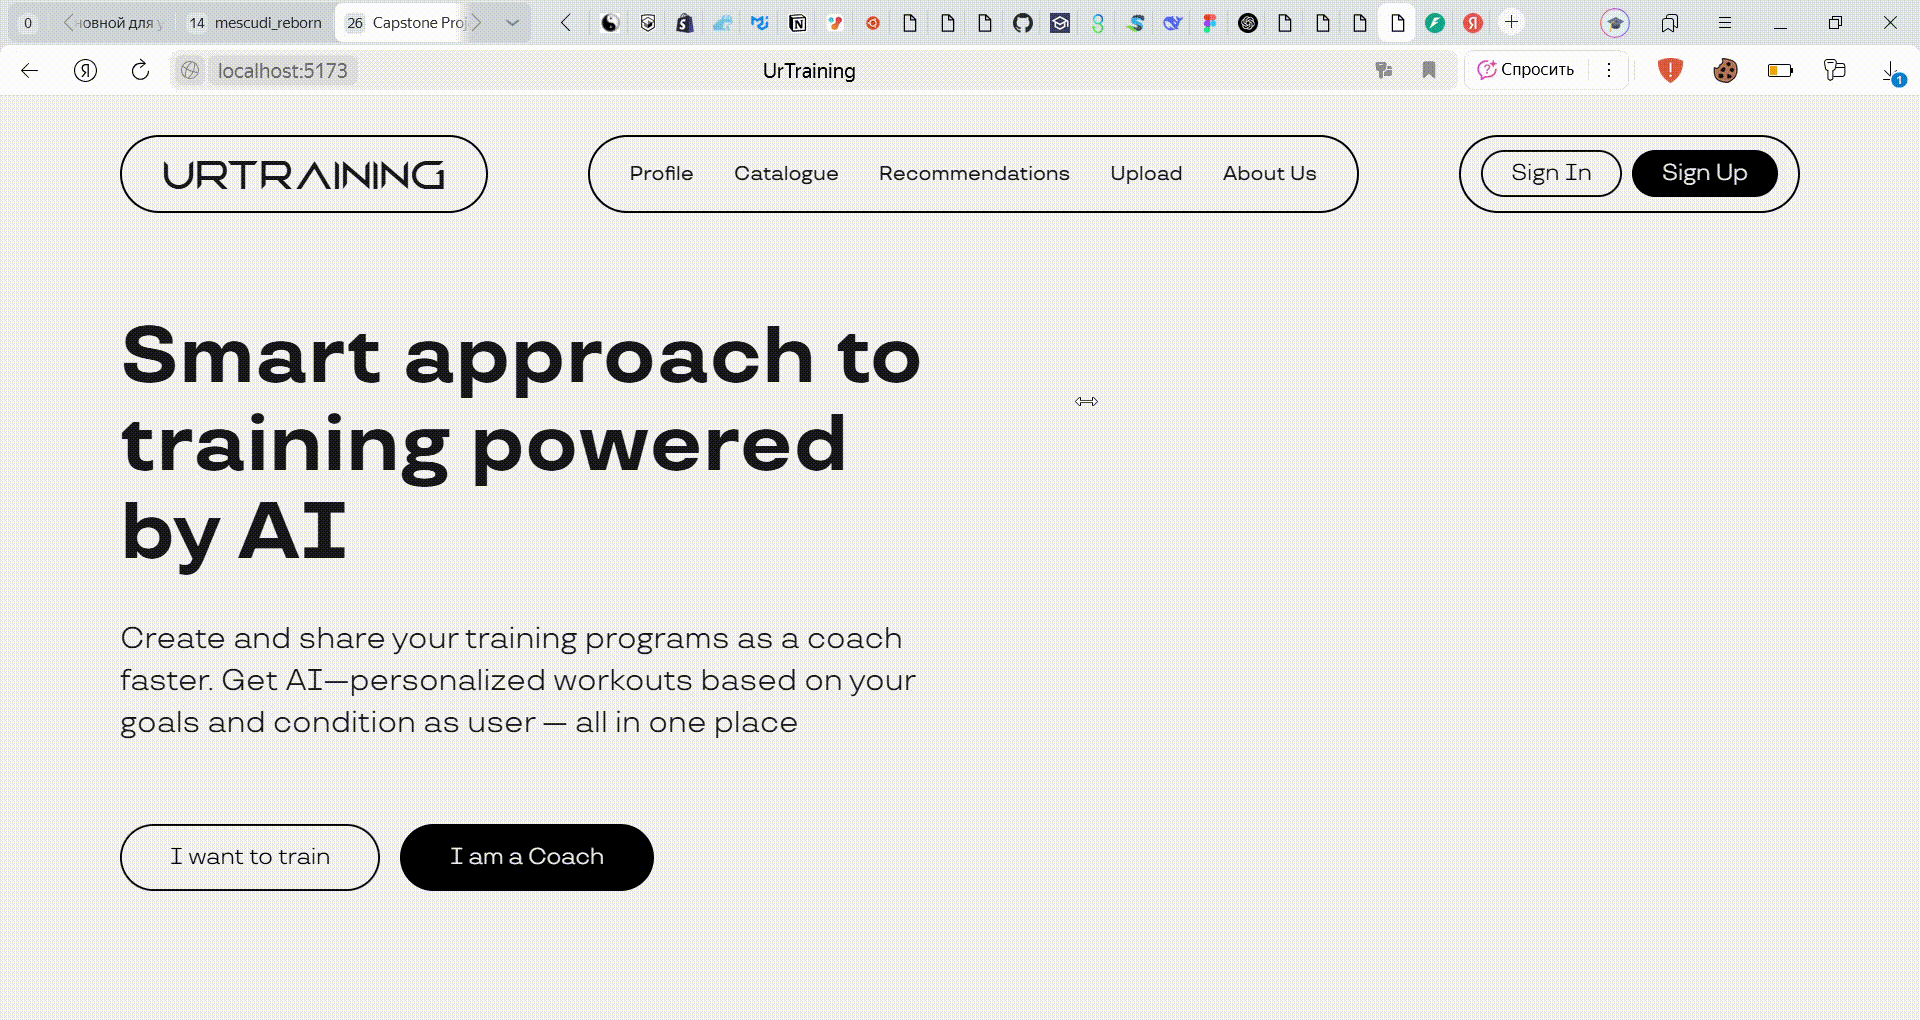 0
новной для
14 mescudi_reborn
26 Capstone Pro
localhost:5173
UrTraining
Спросить
1
URTRAINING
Profile Catalogue Recommendations Upload About Us
Sign In Sign Up
Smart approach to
training powered
by AI
Create and share your training programs as a coach
faster. Get AI—personalized workouts based on your
goals and condition as user — all in one place
I want to train I am a Coach